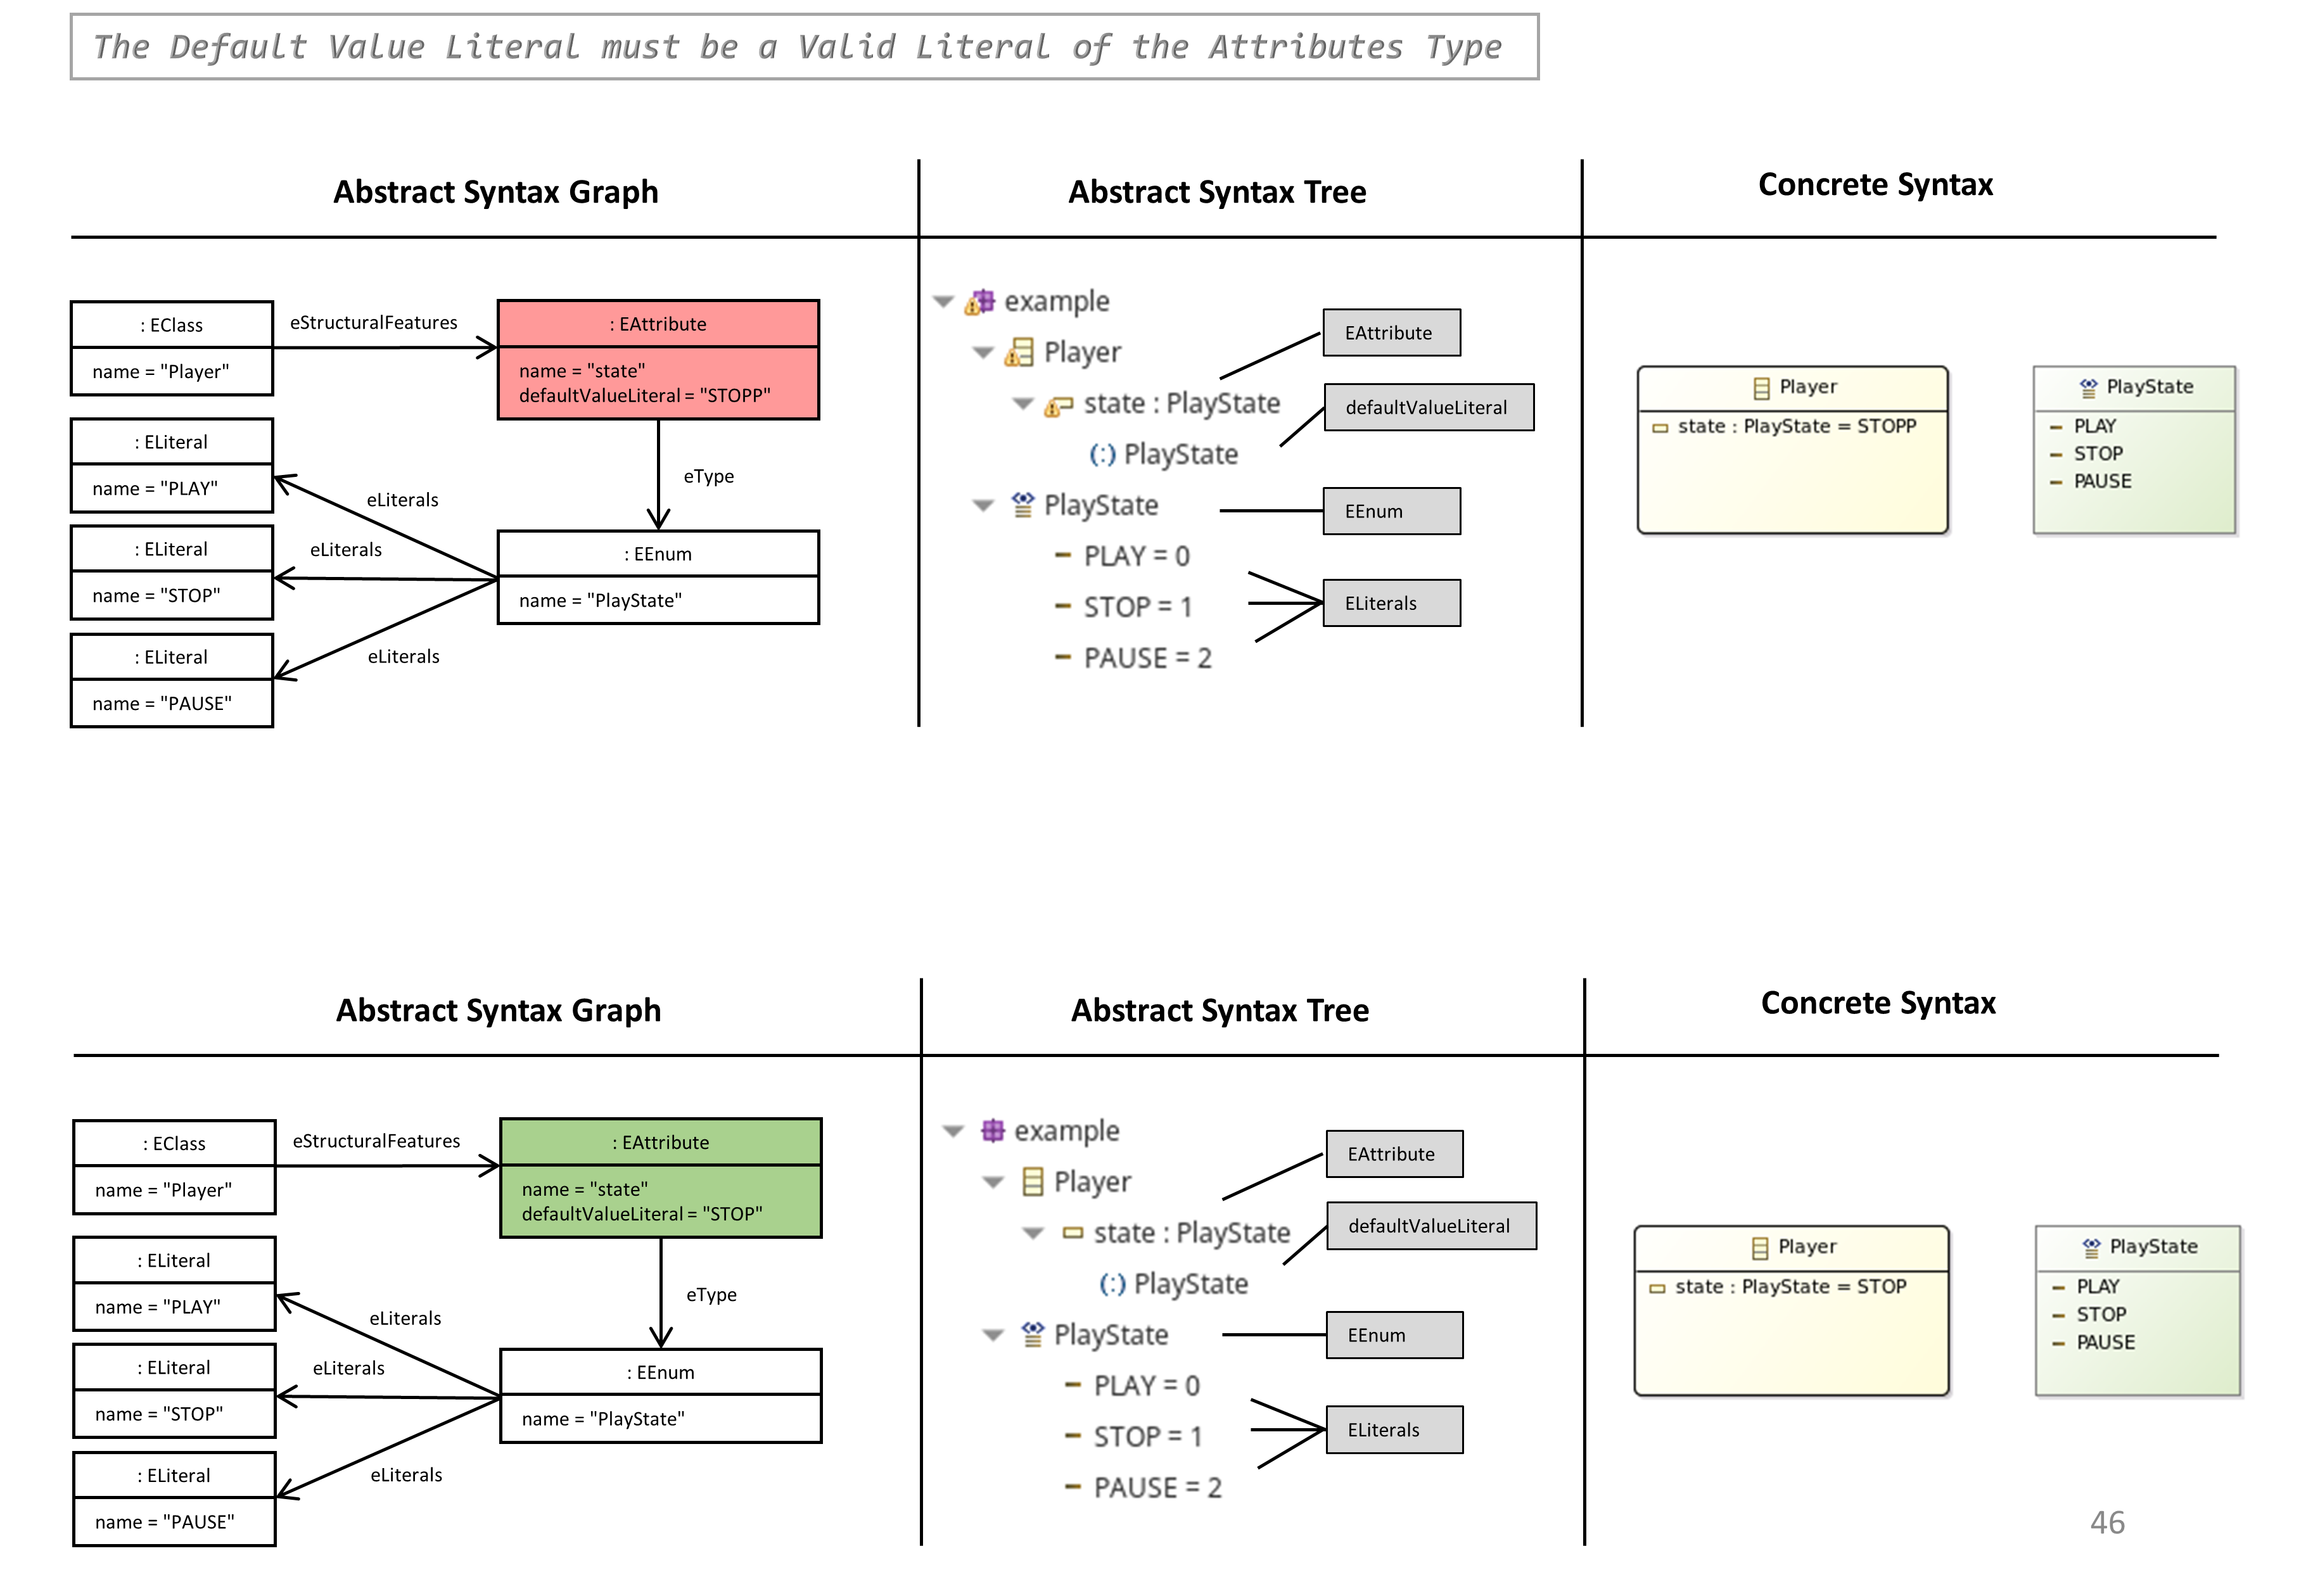 The Default Value Literal must be a Valid Literal of the Attributes Type
Abstract Syntax Graph
Abstract Syntax Tree
Concrete Syntax
: EClass
name = "Player"
eStructuralFeatures
: EAttribute
name = "state"
defaultValueLiteral = "STOPP"
: ELiteral
name = "PLAY"
: ELiteral
name = "STOP"
: ELiteral
name = "PAUSE"
eLiterals
eLiterals
eLiterals
eType
: EEnum
name = "PlayState"
example
Player
state : PlayState
(:) PlayState
PlayState
PLAY = 0
STOP = 1
PAUSE = 2
EAttribute
defaultValueLiteral
EEnum
ELiterals
Player
state : PlayState = STOPP
PlayState
PLAY
STOP
PAUSE
Abstract Syntax Graph
Abstract Syntax Tree
Concrete Syntax
: EClass
name = "Player"
eStructuralFeatures
: EAttribute
name = "state"
defaultValueLiteral = "STOP"
: ELiteral
name = "PLAY"
: ELiteral
name = "STOP"
: ELiteral
name = "PAUSE"
eLiterals
eLiterals
eLiterals
eType
: EEnum
name = "PlayState"
example
Player
state : PlayState
(:) PlayState
PlayState
PLAY = 0
STOP = 1
PAUSE = 2
EAttribute
defaultValueLiteral
EEnum
ELiterals
Player
state : PlayState = STOP
PlayState
PLAY
STOP
PAUSE
46